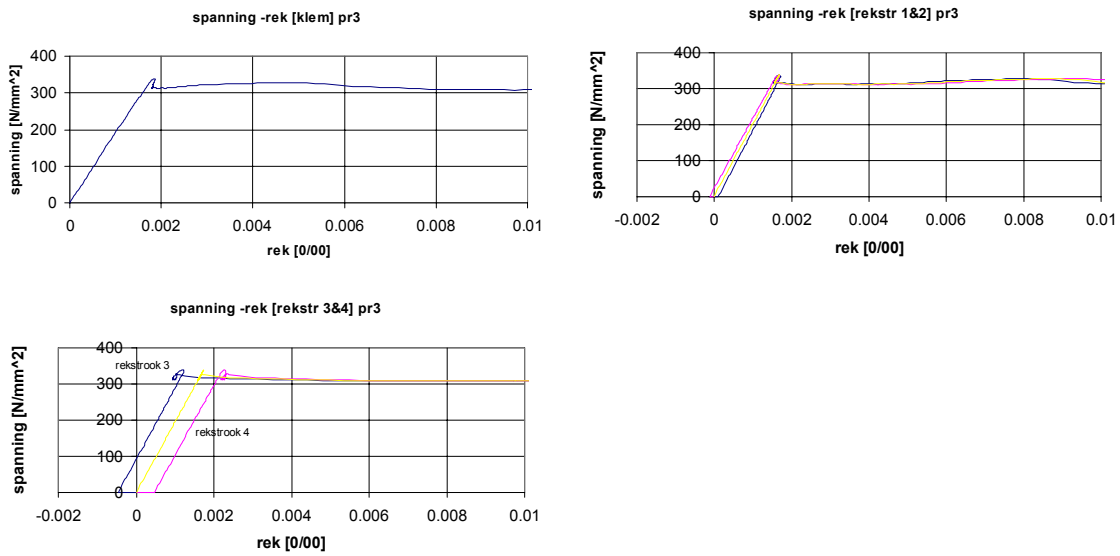 spanning -rek [klem] pr3
spanning [N/mm^2]
400
300
200
100
0
0 0.002 0.004 0.006 0.008 0.01
rek [0/00]
spanning -rek [rekstr 1&2] pr3
spanning [N/mm^2]
400
300
200
100
0
-0.002 0 0.002 0.004 0.006 0.008 0.01
rek [0/00]
spanning -rek [rekstr 3&4] pr3
spanning [N/mm^2]
400
rekstrook 3
300
200
rekstrook 4
100
0
-0.002 0 0.002 0.004 0.006 0.008 0.01
rek [0/00]